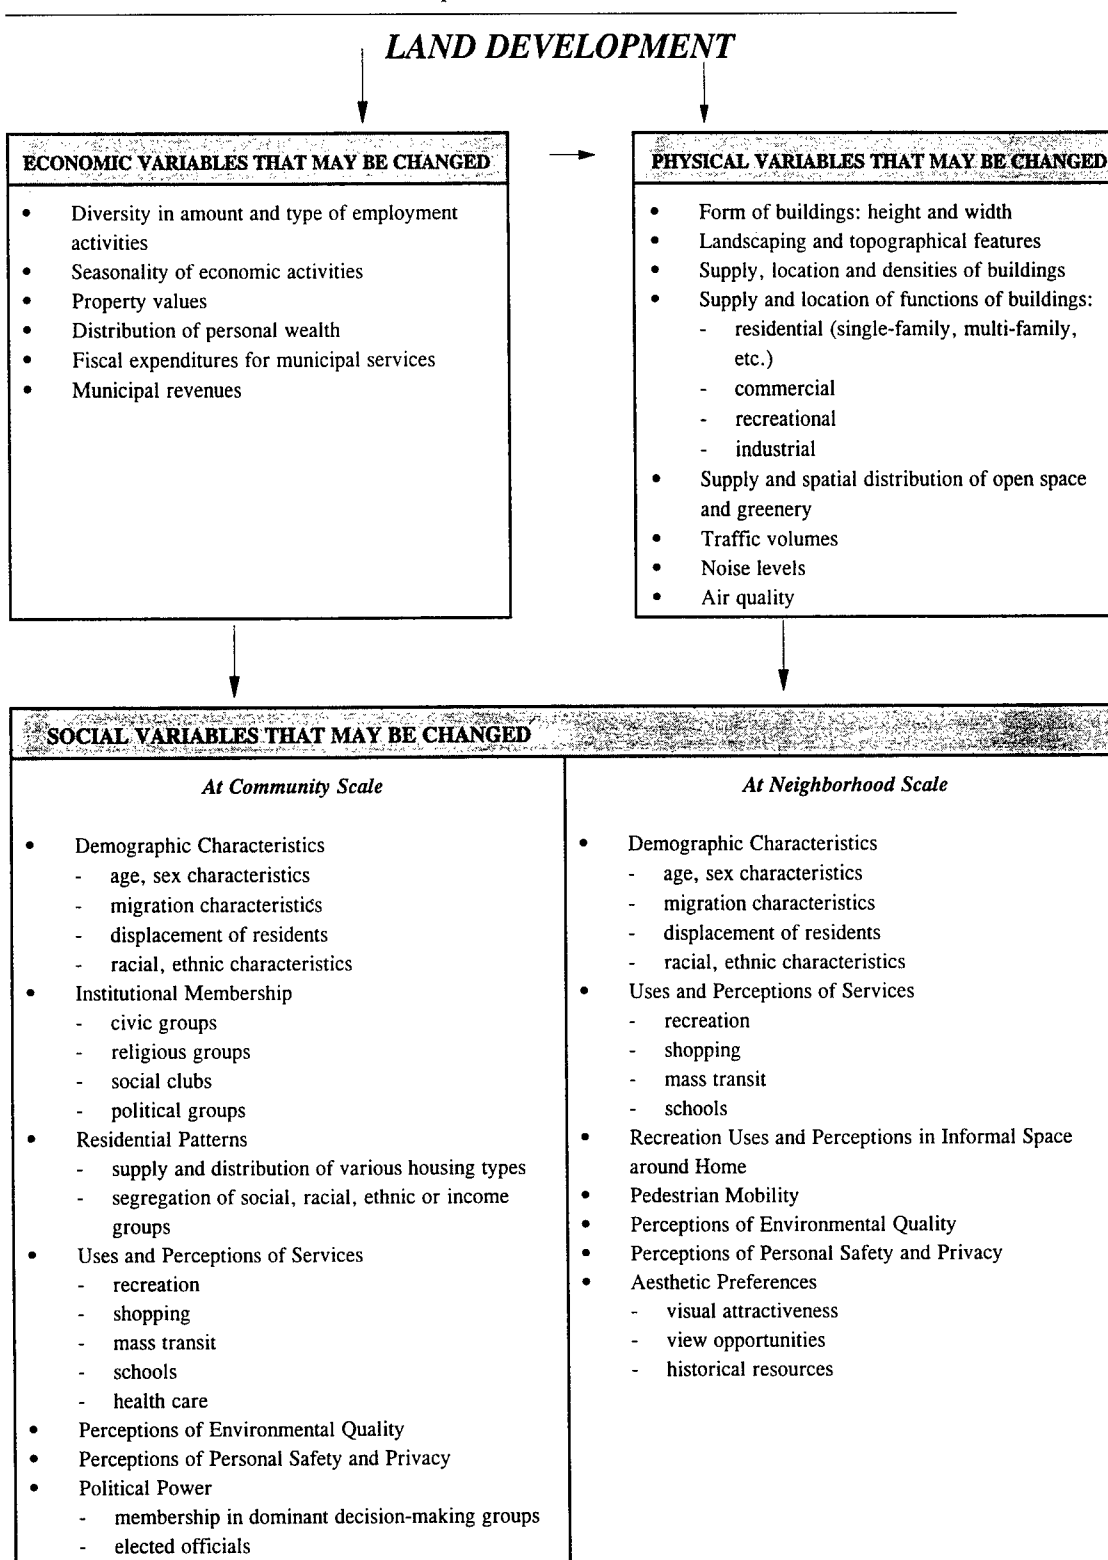 LAND DEVELOPMENT
ECONOMIC VARIABLES THAT MAY BE CHANGED
• Diversity in amount and type of employment
activities
• Seasonality of economic activities
• Property values
• Distribution of personal wealth
• Fiscal expenditures for municipal services
• Municipal revenues
PHYSICAL VARIABLES THAT MAY BE CHANGED
• Form of buildings: height and width
• Landscaping and topographical features
• Supply, location and densities of buildings
• Supply and location of functions of buildings:
- residential (single-family, multi-family,
etc.)
- commercial
- recreational
- industrial
• Supply and spatial distribution of open space
and greenery
• Traffic volumes
• Noise levels
• Air quality
SOCIAL VARIABLES THAT MAY BE CHANGED
At Community Scale
• Demographic Characteristics
- age, sex characteristics
- migration characteristics
- displacement of residents
- racial, ethnic characteristics
• Institutional Membership
- civic groups
- religious groups
- social clubs
- political groups
• Residential Patterns
- supply and distribution of various housing types
- segregation of social, racial, ethnic or income
groups
• Uses and Perceptions of Services
- recreation
- shopping
- mass transit
- schools
- health care
• Perceptions of Environmental Quality
• Perceptions of Personal Safety and Privacy
• Political Power
- membership in dominant decision-making groups
- elected officials
At Neighborhood Scale
• Demographic Characteristics
- age, sex characteristics
- migration characteristics
- displacement of residents
- racial, ethnic characteristics
• Uses and Perceptions of Services
- recreation
- shopping
- mass transit
- schools
• Recreation Uses and Perceptions in Informal Space
around Home
• Pedestrian Mobility
• Perceptions of Environmental Quality
• Perceptions of Personal Safety and Privacy
• Aesthetic Preferences
- visual attractiveness
- view opportunities
- historical resources